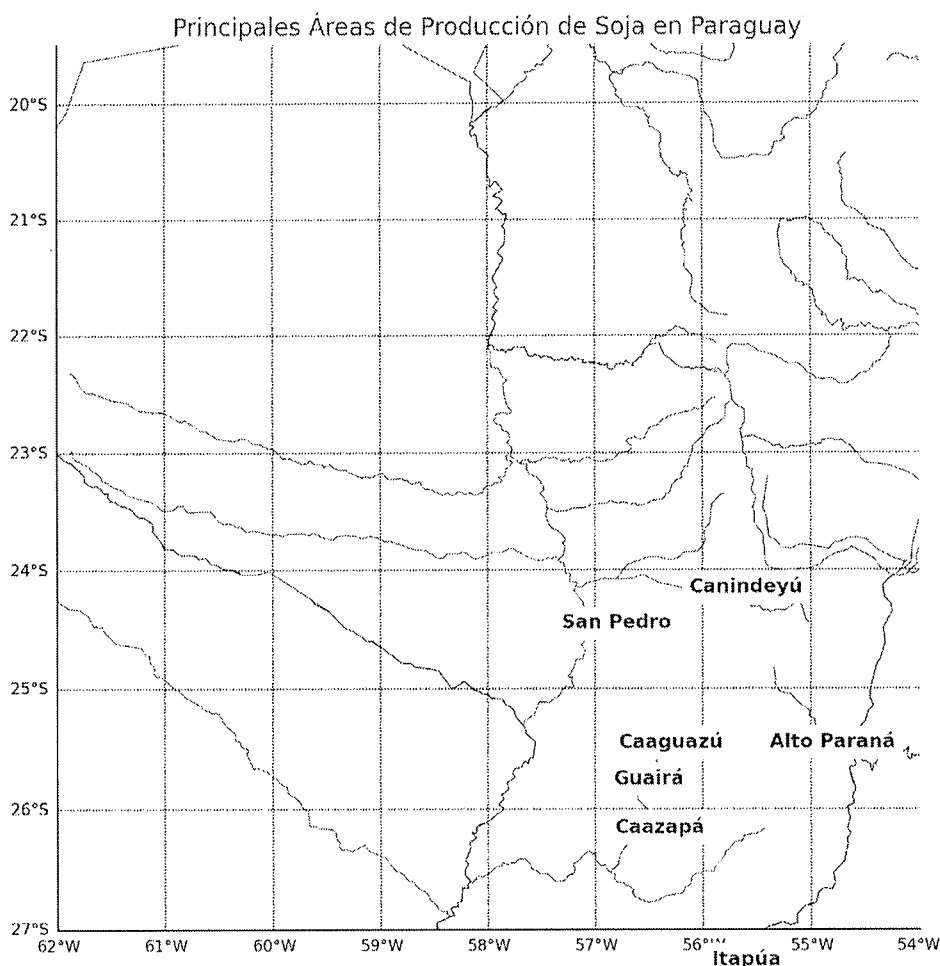 Principales Áreas de Producción de Soja en Paraguay
20°S
21°S
22°S
23°S
24°S
Canindeyú
San Pedro
25°S
Caaguazú
Alto Paraná
Guairá
26°S
Caazapá
27°S
62°W
61°W
60°W
59°W
58°W
57°W
56°W
55°W
54°W
Itapúa